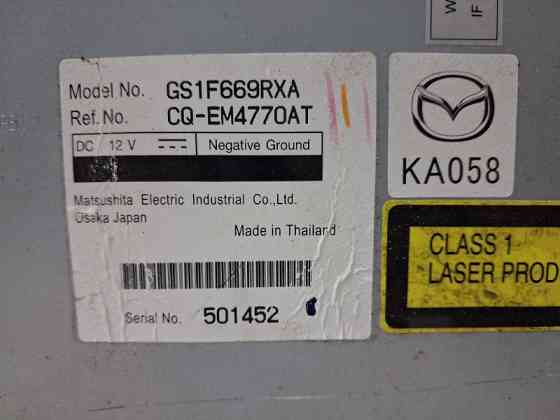 W
IF
Model No. GS1F669RXA
Ref.No. CQ-EM4770AT
DC 12 V Negative Ground
Matsushita Electric Industrial Co.,Ltd.
Osaka Japan
Made in Thailand
Serial No. 501452
KA058
CLASS 1
LASER PROD